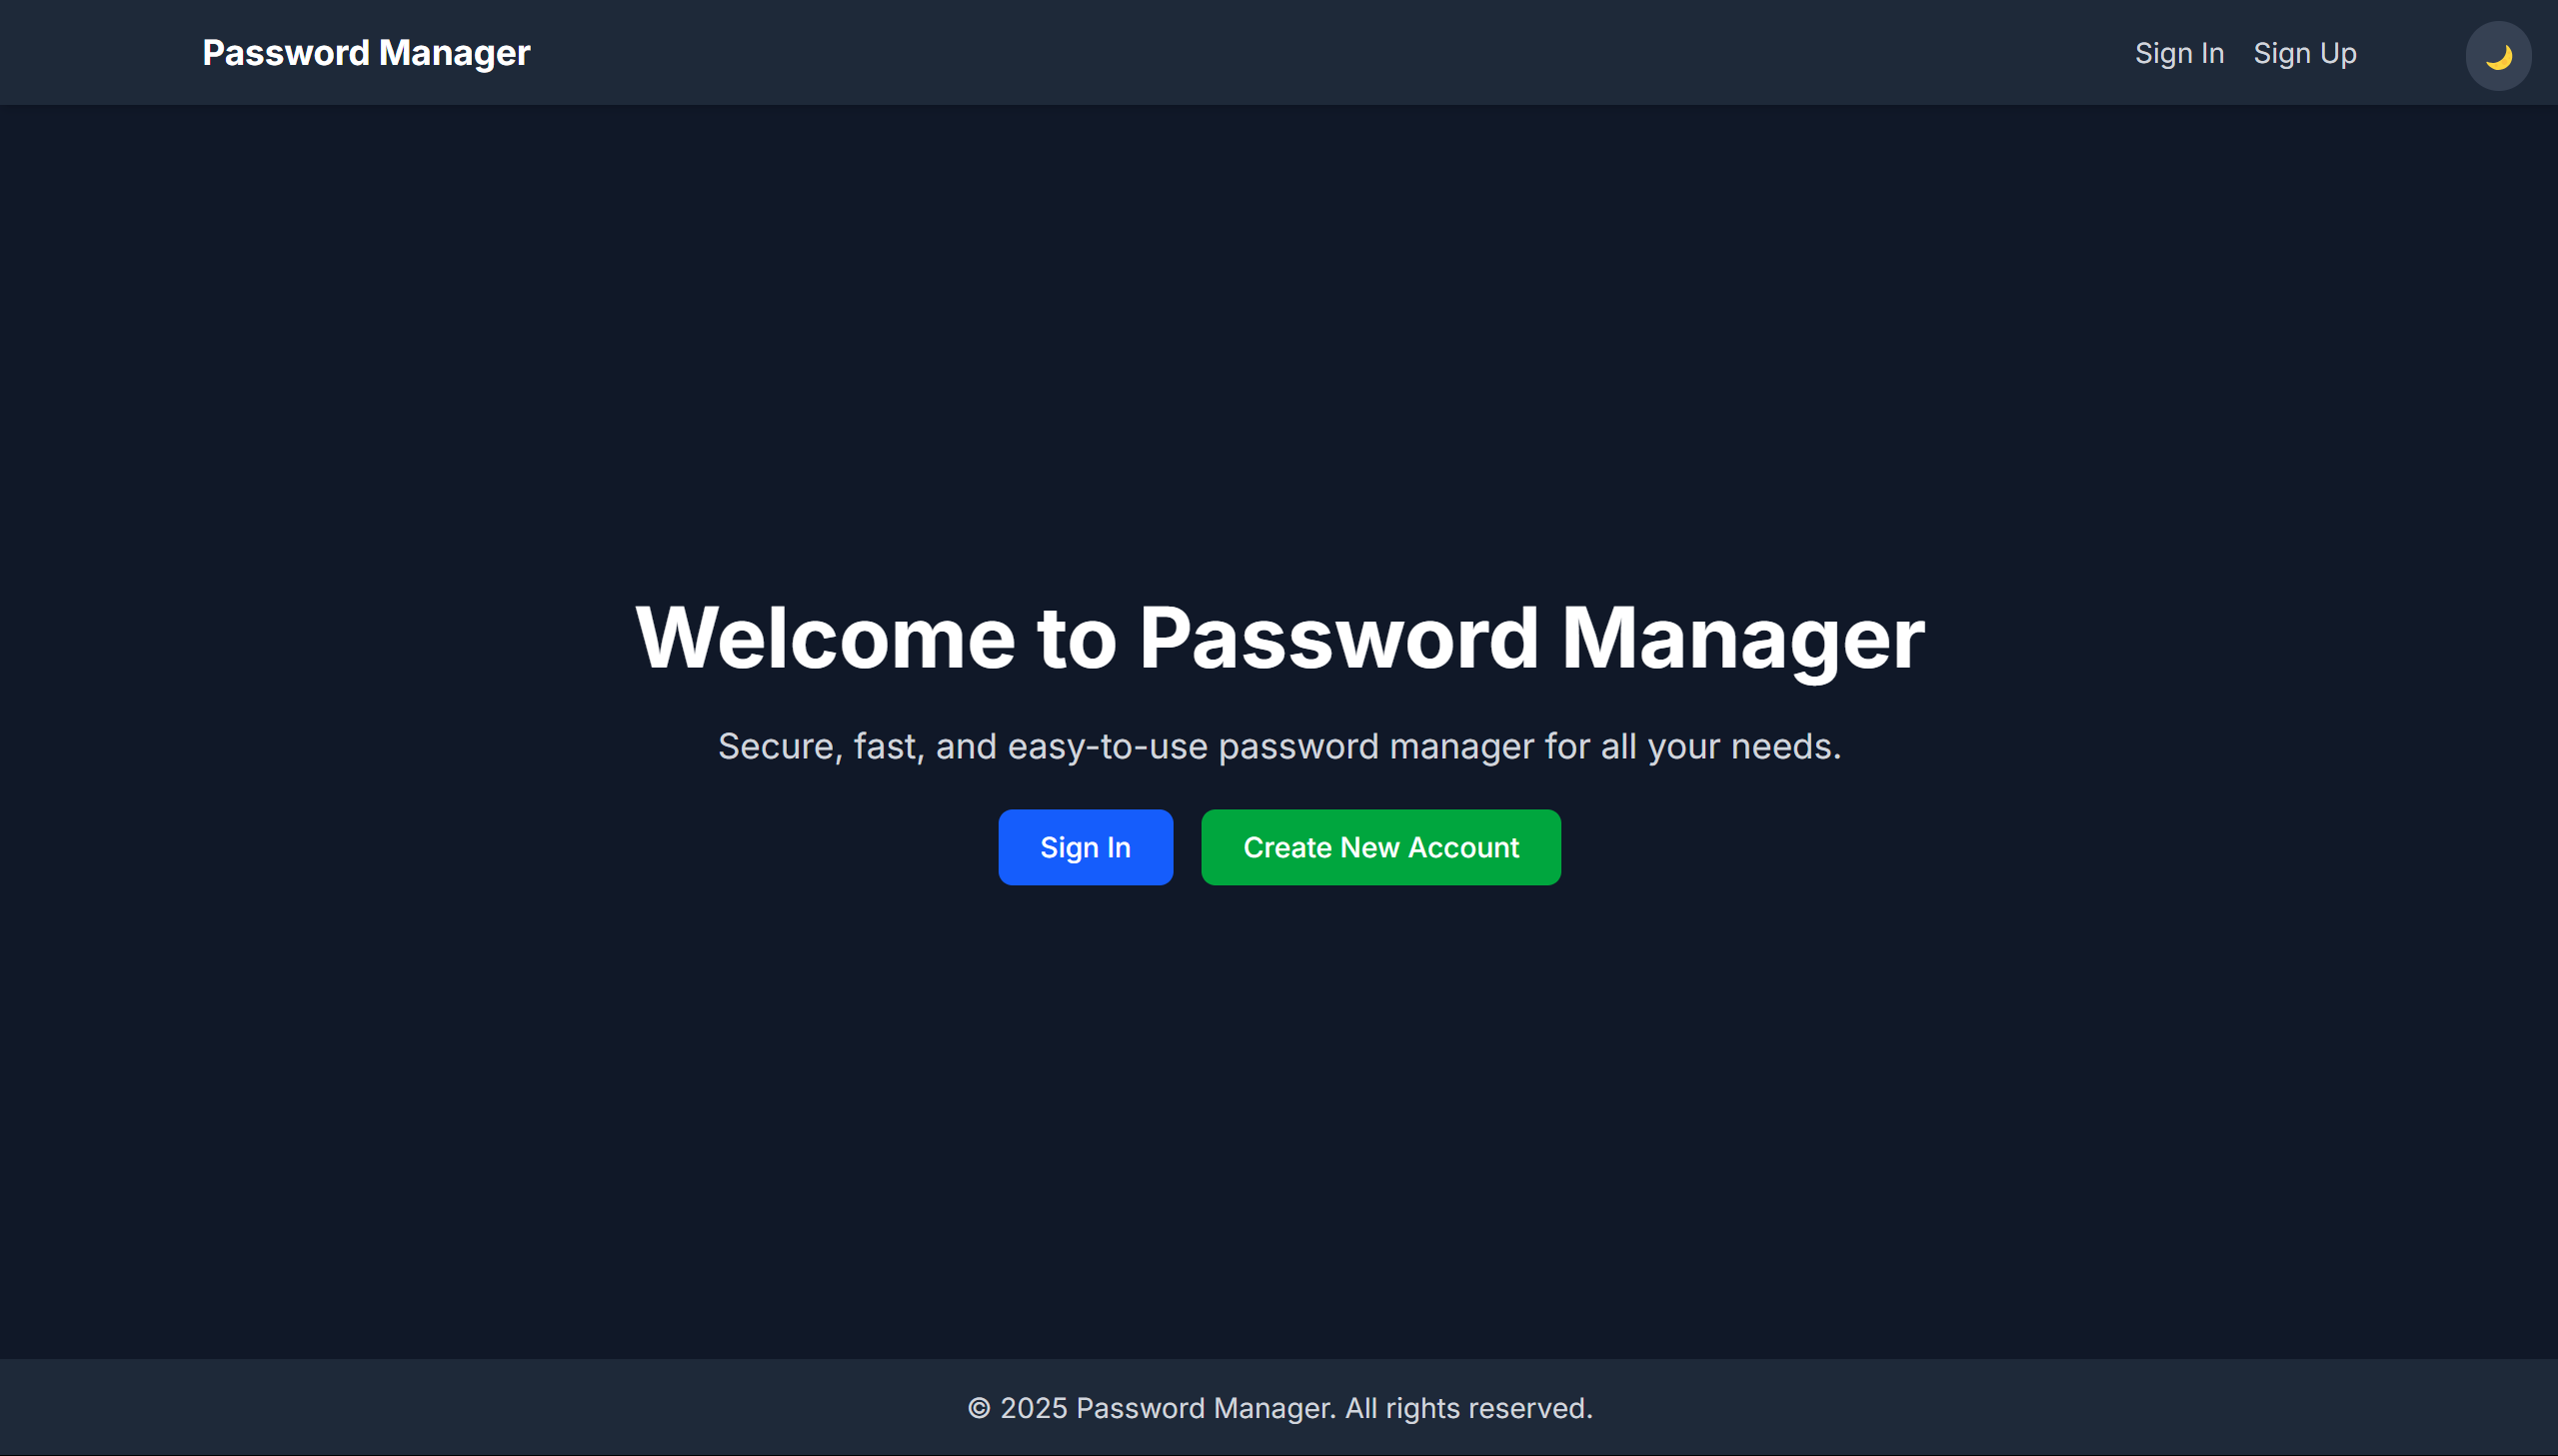 Password Manager
Sign In Sign Up
Welcome to Password Manager
Secure, fast, and easy-to-use password manager for all your needs.
Sign In
Create New Account
© 2025 Password Manager. All rights reserved.